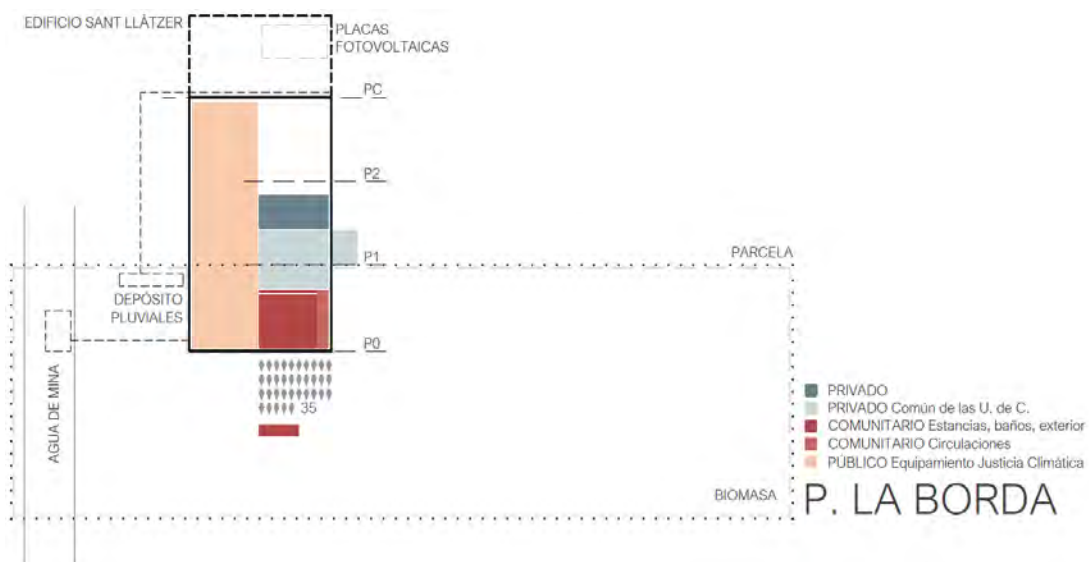 EDIFICIO SANT LLÀTZER
PLACAS
FOTOVOLTAICAS
PC
P2
PARCELA
P1
DEPÓSITO
PLUVIALES
P0
AGUA DE MINA
35
PRIVADO
PRIVADO Común de las U. de C.
COMUNITARIO Estancias, baños, exterior
COMUNITARIO Circulaciones
PÚBLICO Equipamiento Justicia Climática
BIOMASA
P. LA BORDA